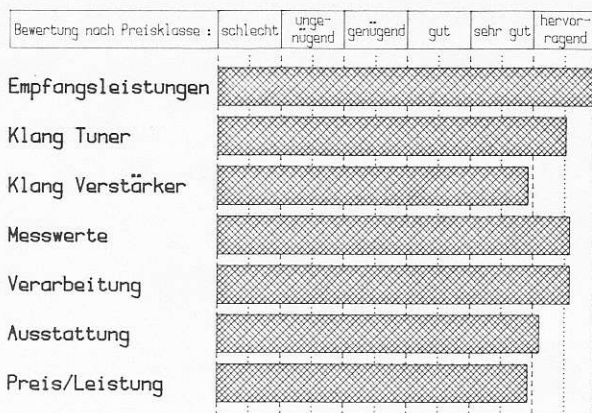 Bewertung nach Preisklasse : schlecht unge-nügend genügend gut sehr gut hervor-ragend
Empfangsleistungen
Klang Tuner
Klang Verstärker
Messwerte
Verarbeitung
Ausstattung
Preis/Leistung